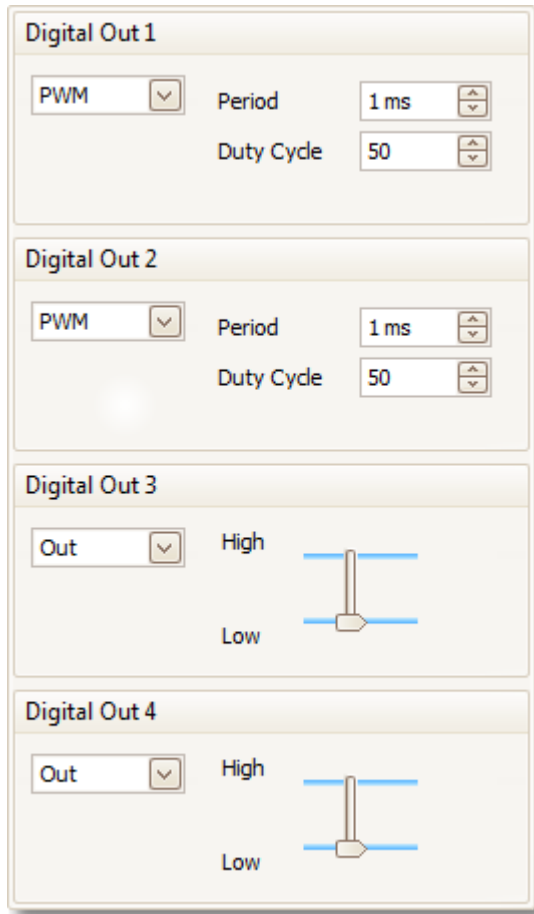 Digital Out 1
PWM Period 1 ms
Duty Cycle 50
Digital Out 2
PWM Period 1 ms
Duty Cycle 50
Digital Out 3
Out High
Low
Digital Out 4
Out High
Low